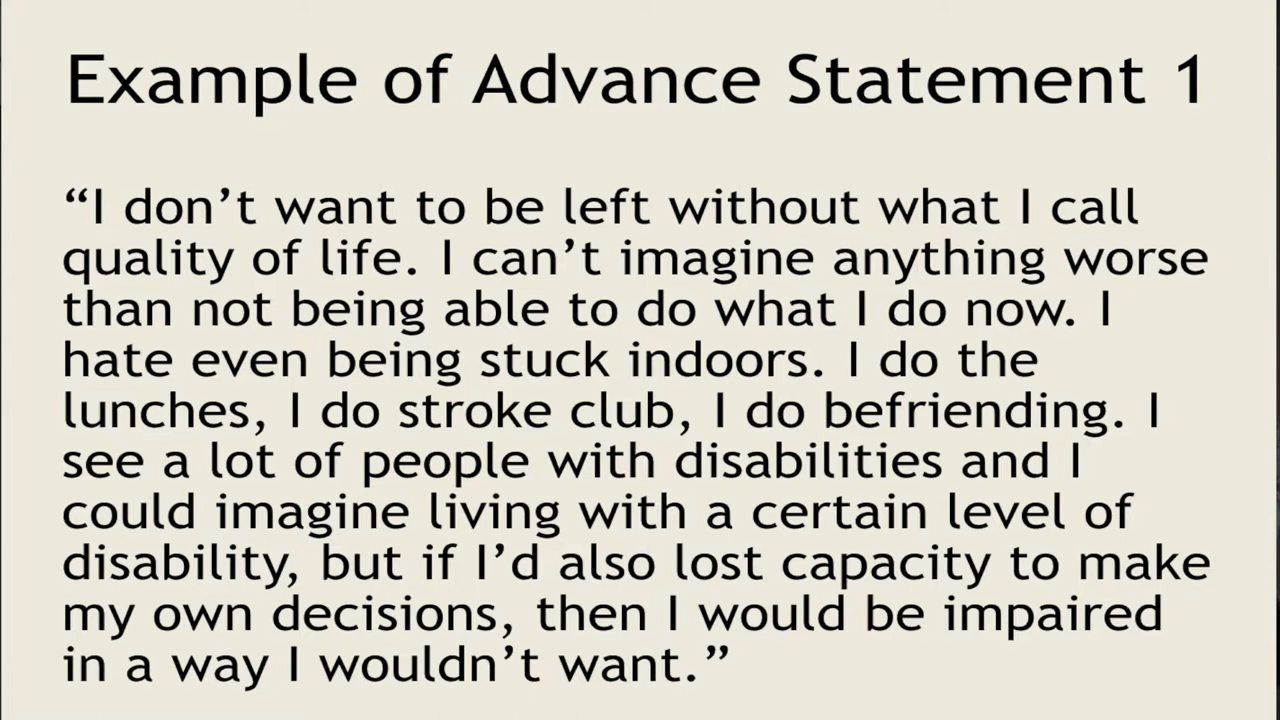 Example of Advance Statement 1
“I don’t want to be left without what I call
quality of life. I can’t imagine anything worse
than not being able to do what I do now. I
hate even being stuck indoors. I do the
lunches, I do stroke club, I do befriending. I
see a lot of people with disabilities and I
could imagine living with a certain level of
disability, but if I’d also lost capacity to make
my own decisions, then I would be impaired
in a way I wouldn’t want.”